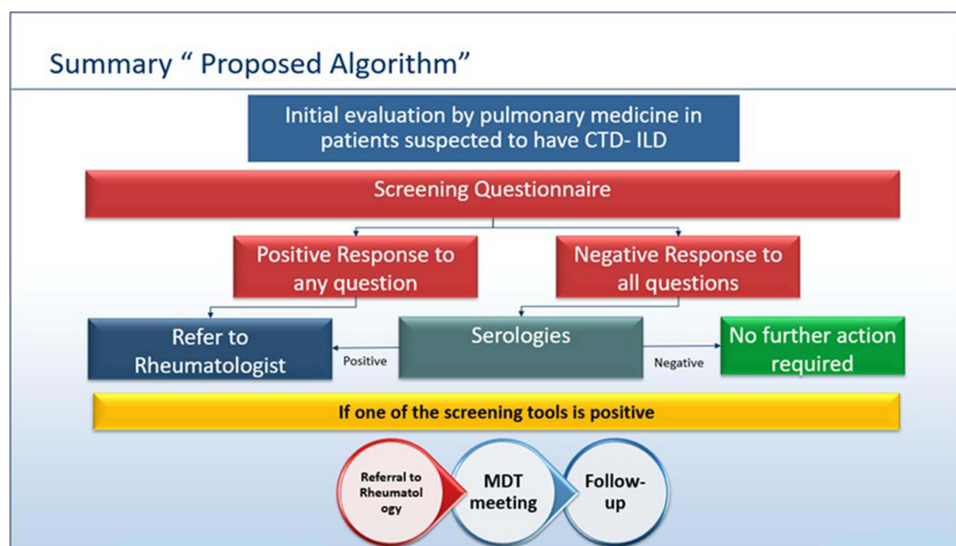 Summary “ Proposed Algorithm”
Initial evaluation by pulmonary medicine in
patients suspected to have CTD- ILD
Screening Questionnaire
Positive Response to
any question
Negative Response to
all questions
Refer to
Rheumatologist
Positive
Serologies
Negative
No further action
required
If one of the screening tools is positive
Referral to
Rheumatol
ogy
MDT
meeting
Follow-
up